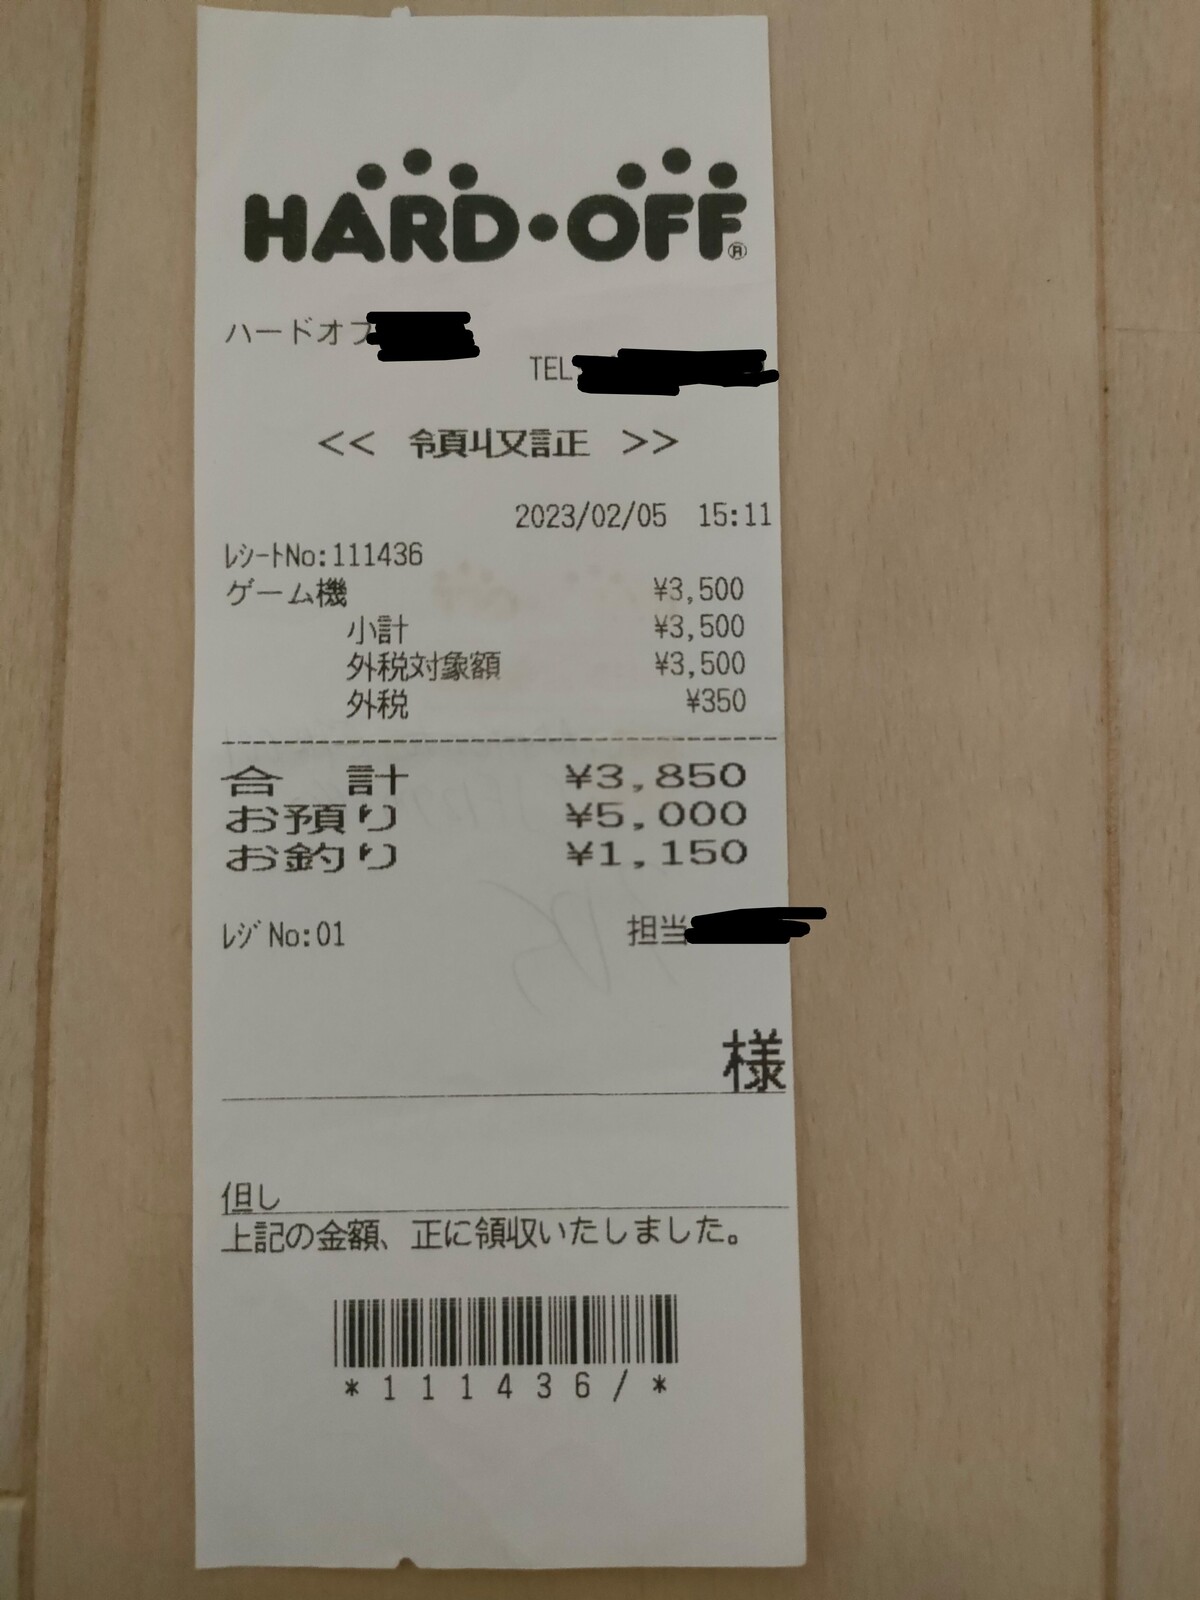 HARD・OFF®
ハードオフ
TEL
<< 領収証 >>
2023/02/05 15:11
ﾚｼｰﾄNo:111436
ゲーム機 ¥3,500
小計 ¥3,500
外税対象額 ¥3,500
外税 ¥350
合 計 ¥3,850
お預り ¥5,000
お釣り ¥1,150
ﾚｼﾞNo:01 担当
様
但し
上記の金額、正に領収いたしました。
*111436/*